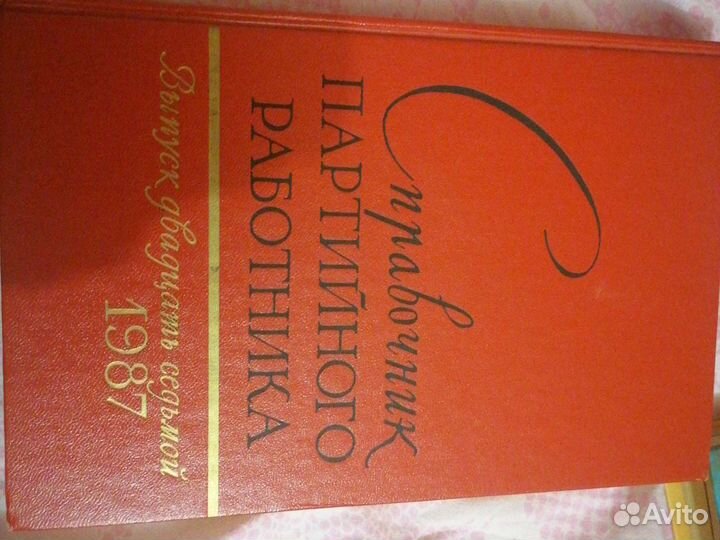 Справочник
ПАРТИЙНОГО
РАБОТНИКА
Выпуск двадцать седьмой
1987
Avito